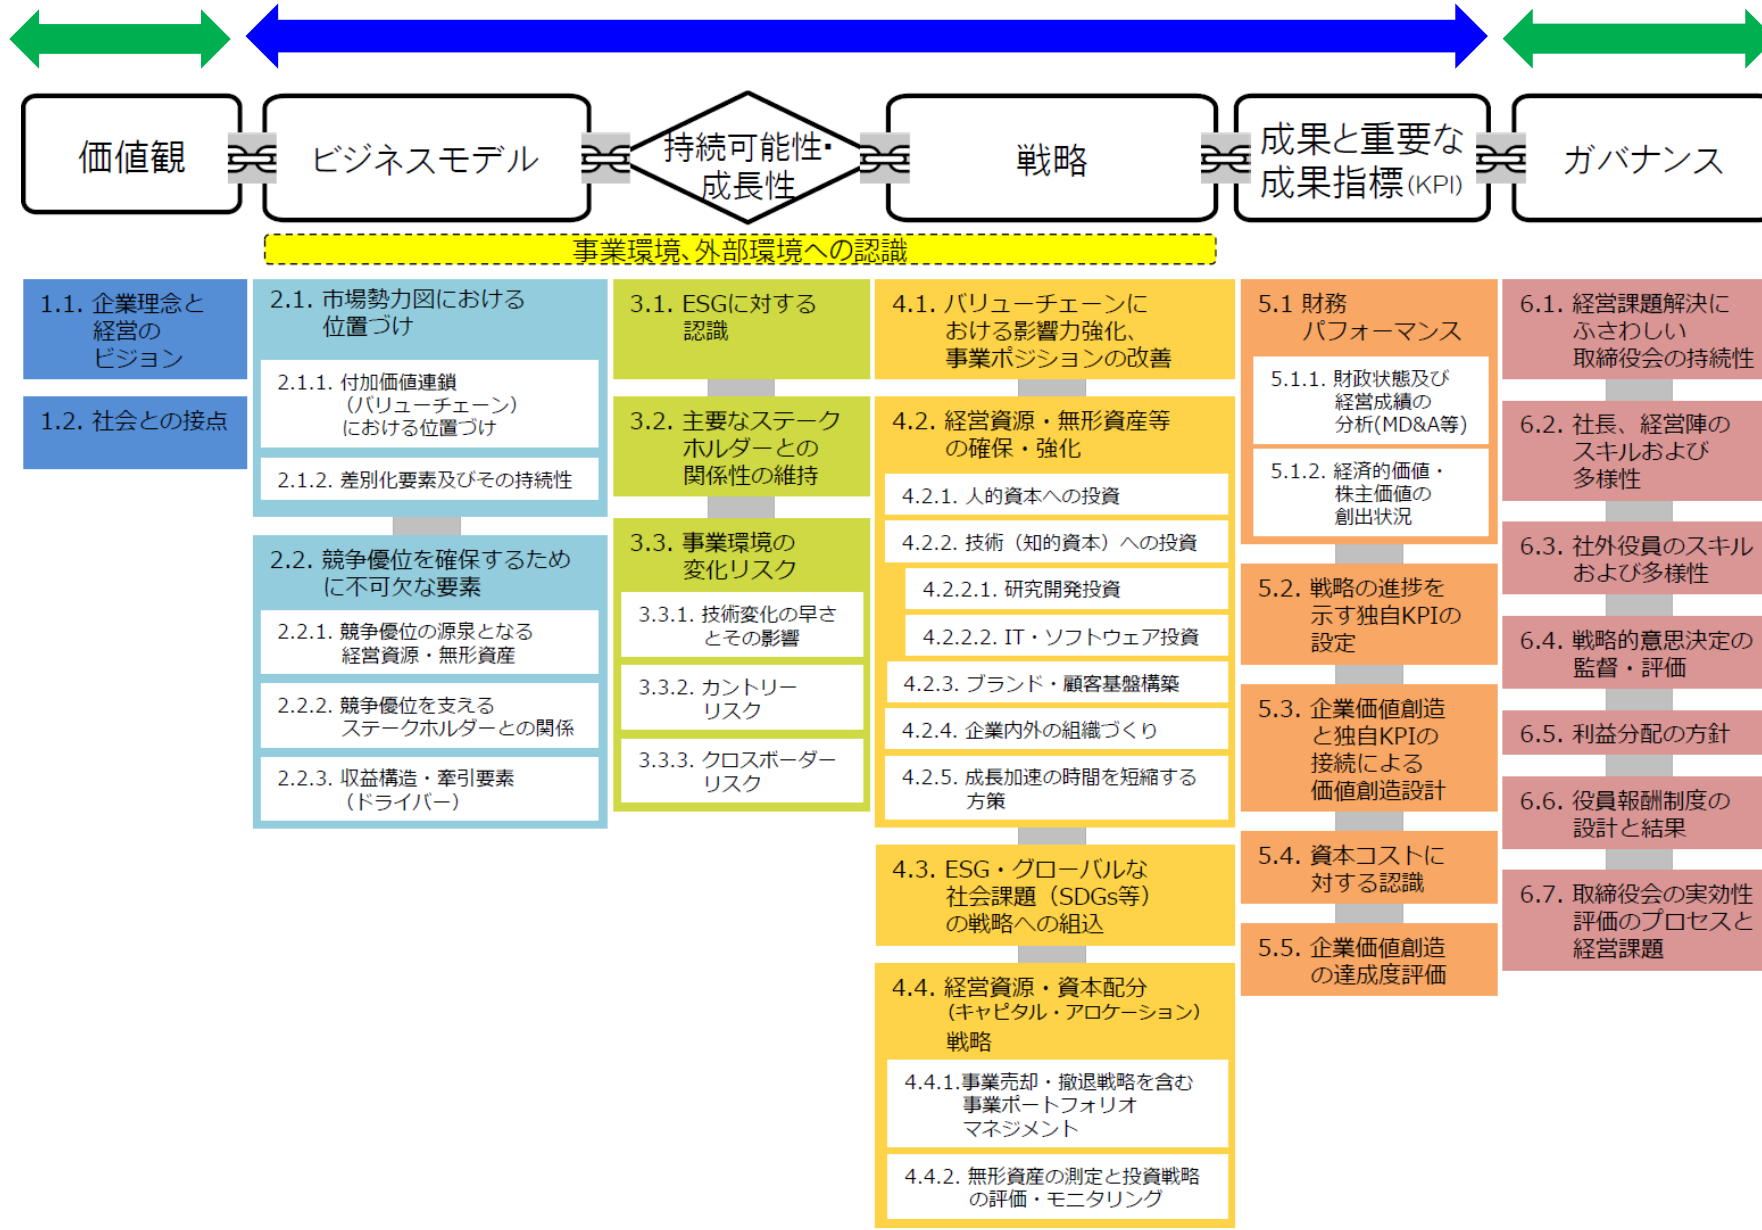 価値観
ビジネスモデル
持続可能性・
成長性
戦略
成果と重要な
成果指標(KPI)
ガバナンス
事業環境、外部環境への認識
1.1. 企業理念と
経営の
ビジョン
1.2. 社会との接点
2.1. 市場勢力図における
位置づけ
2.1.1. 付加価値連鎖
（バリューチェーン）
における位置づけ
2.1.2. 差別化要素及びその持続性
2.2. 競争優位を確保するため
に不可欠な要素
2.2.1. 競争優位の源泉となる
経営資源・無形資産
2.2.2. 競争優位を支える
ステークホルダーとの関係
2.2.3. 収益構造・牽引要素
（ドライバー）
3.1. ESGに対する
認識
3.2. 主要なステーク
ホルダーとの
関係性の維持
3.3. 事業環境の
変化リスク
3.3.1. 技術変化の早さ
とその影響
3.3.2. カントリー
リスク
3.3.3. クロスボーダー
リスク
4.1. バリューチェーンに
おける影響力強化、
事業ポジションの改善
4.2. 経営資源・無形資産等
の確保・強化
4.2.1. 人的資本への投資
4.2.2. 技術（知的資本）への投資
4.2.2.1. 研究開発投資
4.2.2.2. IT・ソフトウェア投資
4.2.3. ブランド・顧客基盤構築
4.2.4. 企業内外の組織づくり
4.2.5. 成長加速の時間を短縮する
方策
4.3. ESG・グローバルな
社会課題（SDGs等）
の戦略への組込
4.4. 経営資源・資本配分
（キャピタル・アロケーション）
戦略
4.4.1.事業売却・撤退戦略を含む
事業ポートフォリオ
マネジメント
4.4.2. 無形資産の測定と投資戦略
の評価・モニタリング
5.1 財務
パフォーマンス
5.1.1. 財政状態及び
経営成績の
分析(MD&A等)
5.1.2. 経済的価値・
株主価値の
創出状況
5.2. 戦略の進捗を
示す独自KPIの
設定
5.3. 企業価値創造
と独自KPIの
接続による
価値創造設計
5.4. 資本コストに
対する認識
5.5. 企業価値創造
の達成度評価
6.1. 経営課題解決に
ふさわしい
取締役会の持続性
6.2. 社長、経営陣の
スキルおよび
多様性
6.3. 社外役員のスキル
および多様性
6.4. 戦略的意思決定の
監督・評価
6.5. 利益分配の方針
6.6. 役員報酬制度の
設計と結果
6.7. 取締役会の実効性
評価のプロセスと
経営課題